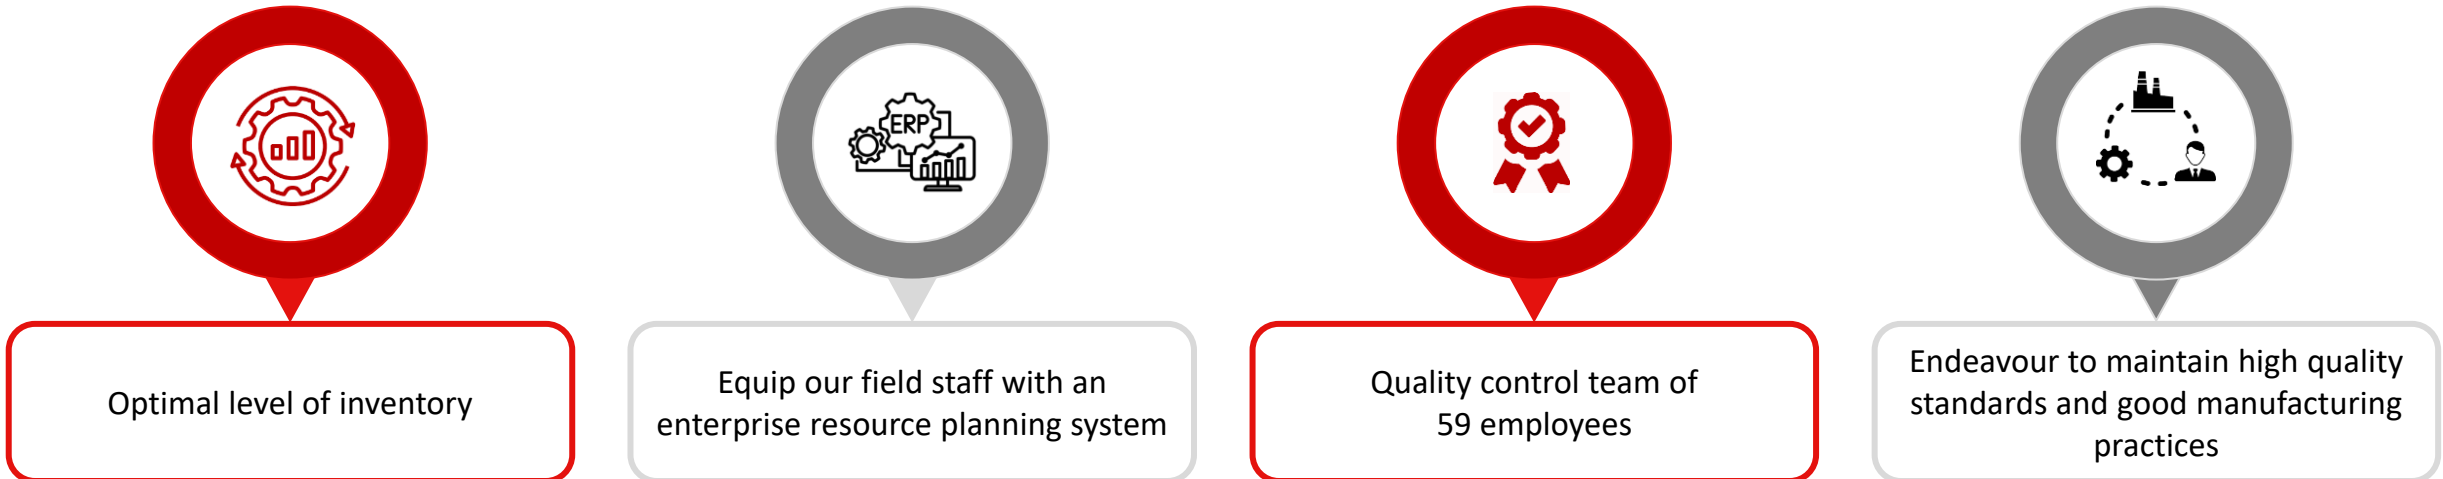 ERP
Optimal level of inventory
Equip our field staff with an
enterprise resource planning system
Quality control team of
59 employees
Endeavour to maintain high quality
standards and good manufacturing
practices